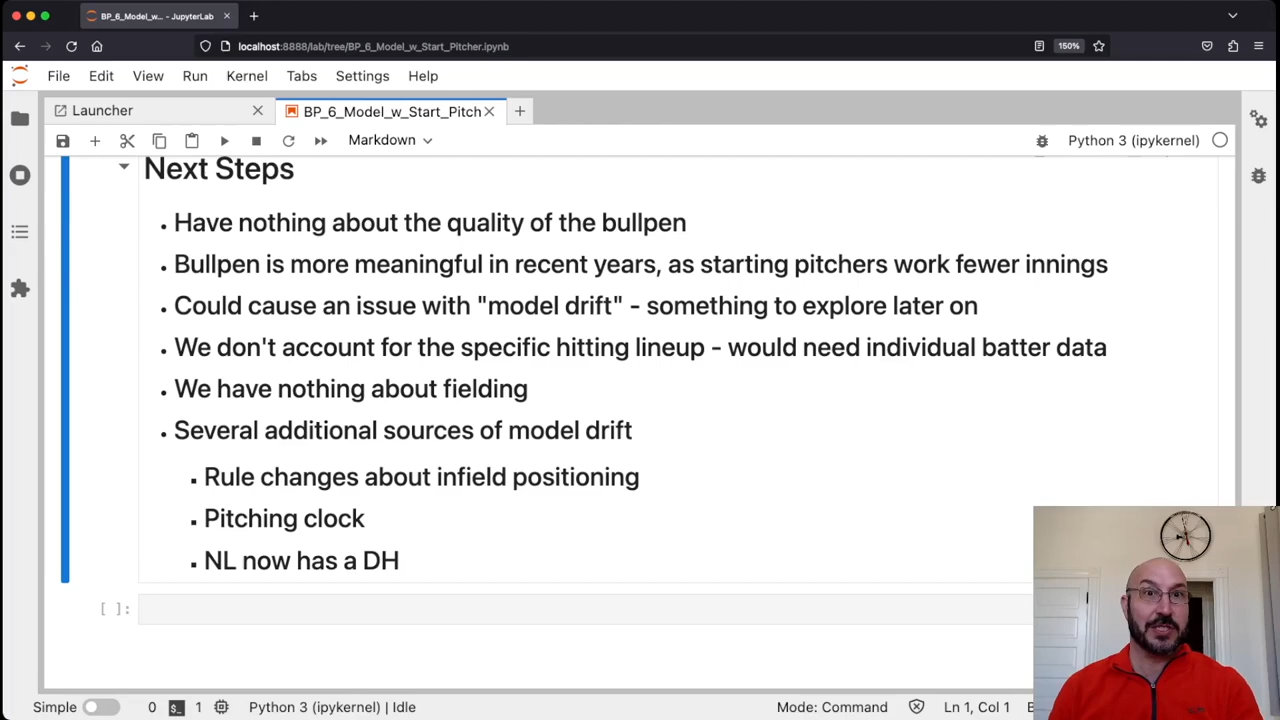 BP_6_Model_w... - JupyterLab
localhost:8888/lab/tree/BP_6_Model_w_Start_Pitcher.ipynb
150%
File Edit View Run Kernel Tabs Settings Help
Launcher
BP_6_Model_w_Start_Pitch
Markdown
Python 3 (ipykernel)
Next Steps
Have nothing about the quality of the bullpen
Bullpen is more meaningful in recent years, as starting pitchers work fewer innings
Could cause an issue with "model drift" - something to explore later on
We don't account for the specific hitting lineup - would need individual batter data
We have nothing about fielding
Several additional sources of model drift
Rule changes about infield positioning
Pitching clock
NL now has a DH
[ ]:
Simple 0 $_ 1 Python 3 (ipykernel) | Idle Mode: Command Ln 1, Col 1